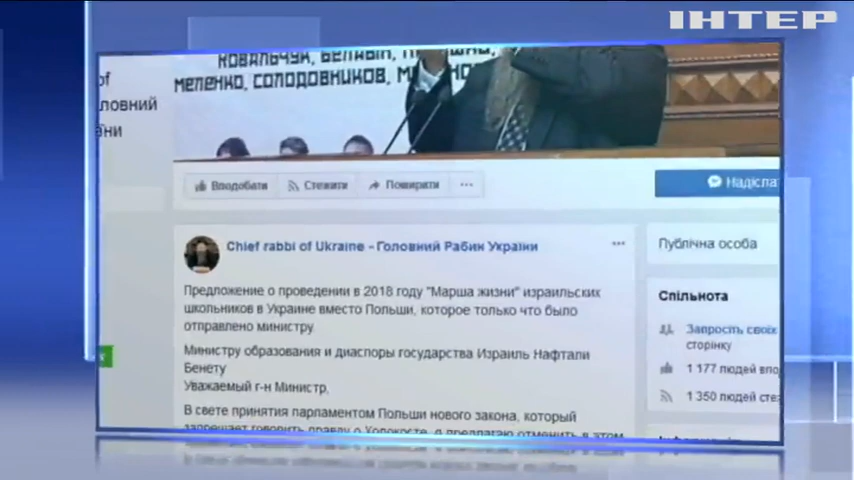 ІНТЕР
of
ловний
аїни
КОВАЛЬЧУК, БЕЛКИН,
МЕЛЕНКО, СОЛОДОВНИКОВ,
Вподобати
Стежити
Поширити
Надісла
Chief rabbi of Ukraine - Головний Рабин України
Публічна особа
Предложение о проведении в 2018 году "Марша жизни" израильских
школьников в Украине вместо Польши, которое только что было
отправлено министру
Спільнота
Запросіть своїх
сторінку
Министру образования и диаспоры государства Израиль Нафтали
Бенету
1 177 людей впо
Уважаемый г-н Министр,
1 350 людей сте
В свете принятия парламентом Польши нового закона, который
запрещает говорить правду о Холокосте, я предлагаю отменить в этом